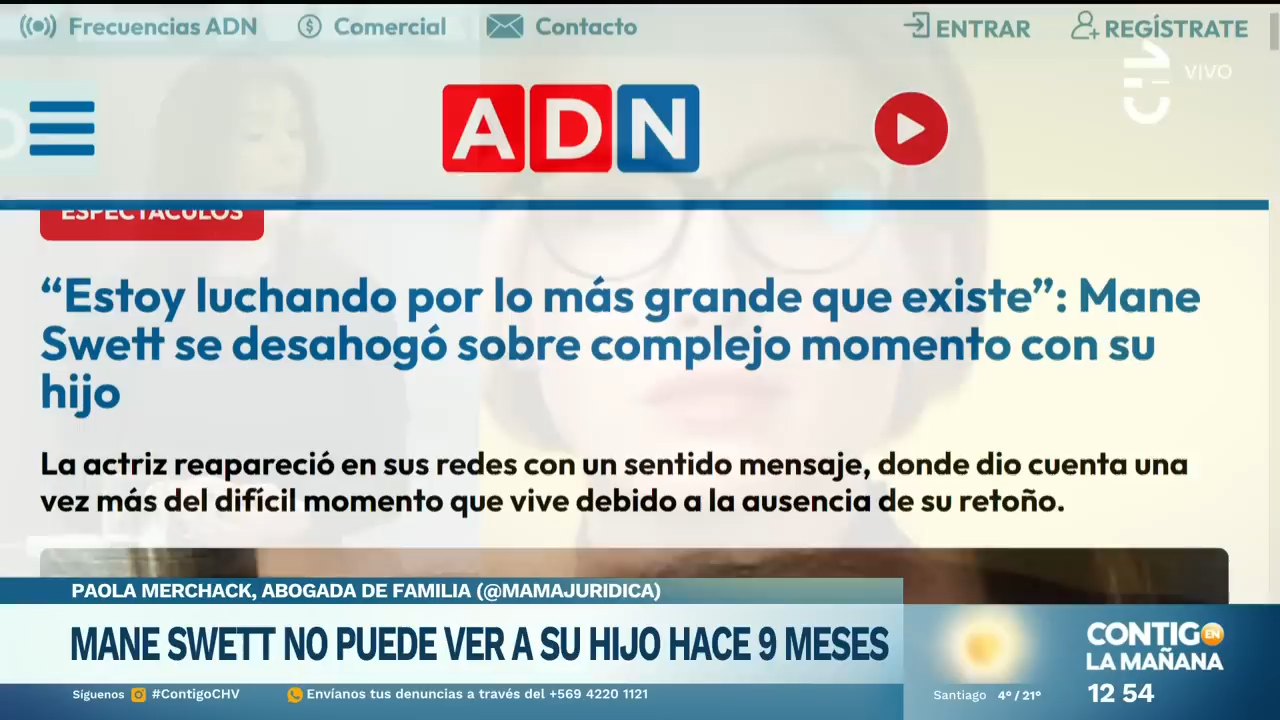 Frecuencias ADN
Comercial
Contacto
ENTRAR
REGÍSTRATE
CHV VIVO
ADN
ESPECTÁCULOS
“Estoy luchando por lo más grande que existe”: Mane
Swett se desahogó sobre complejo momento con su
hijo
La actriz reapareció en sus redes con un sentido mensaje, donde dio cuenta una
vez más del difícil momento que vive debido a la ausencia de su retoño.
PAOLA MERCHACK, ABOGADA DE FAMILIA (@MAMAJURIDICA)
MANE SWETT NO PUEDE VER A SU HIJO HACE 9 MESES
CONTIGO EN
LA MAÑANA
Síguenos #ContigoCHV
Envíanos tus denuncias a través del +569 4220 1121
Santiago 4° / 21°
12 54